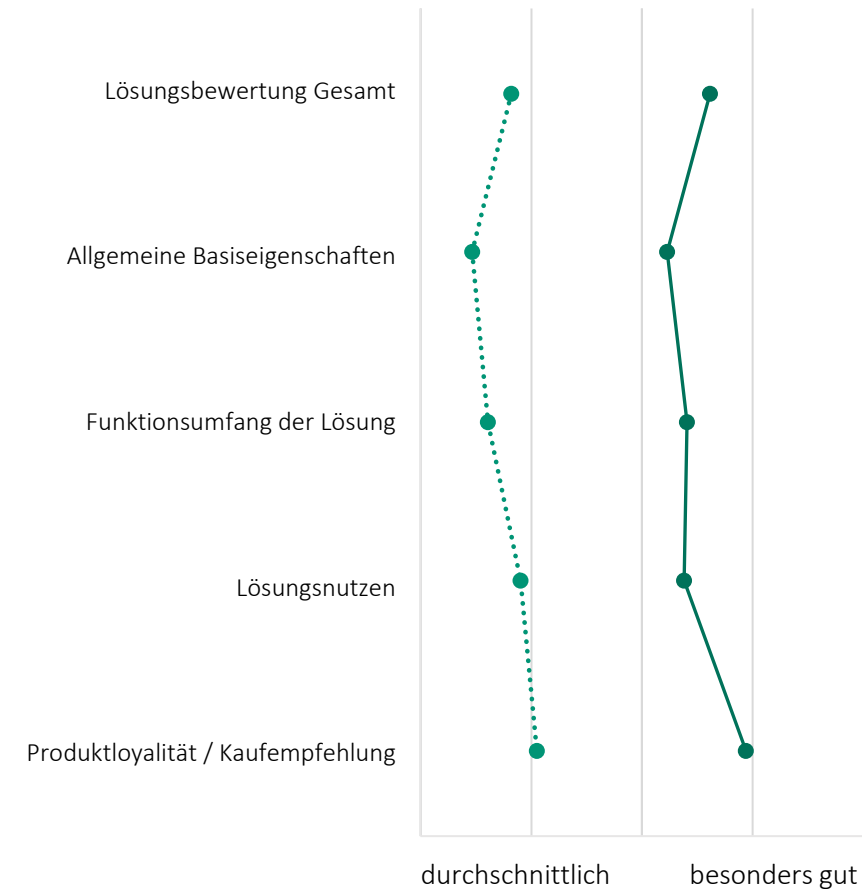 Lösungsbewertung Gesamt
Allgemeine Basiseigenschaften
Funktionsumfang der Lösung
Lösungsnutzen
Produktloyalität / Kaufempfehlung
durchschnittlich besonders gut